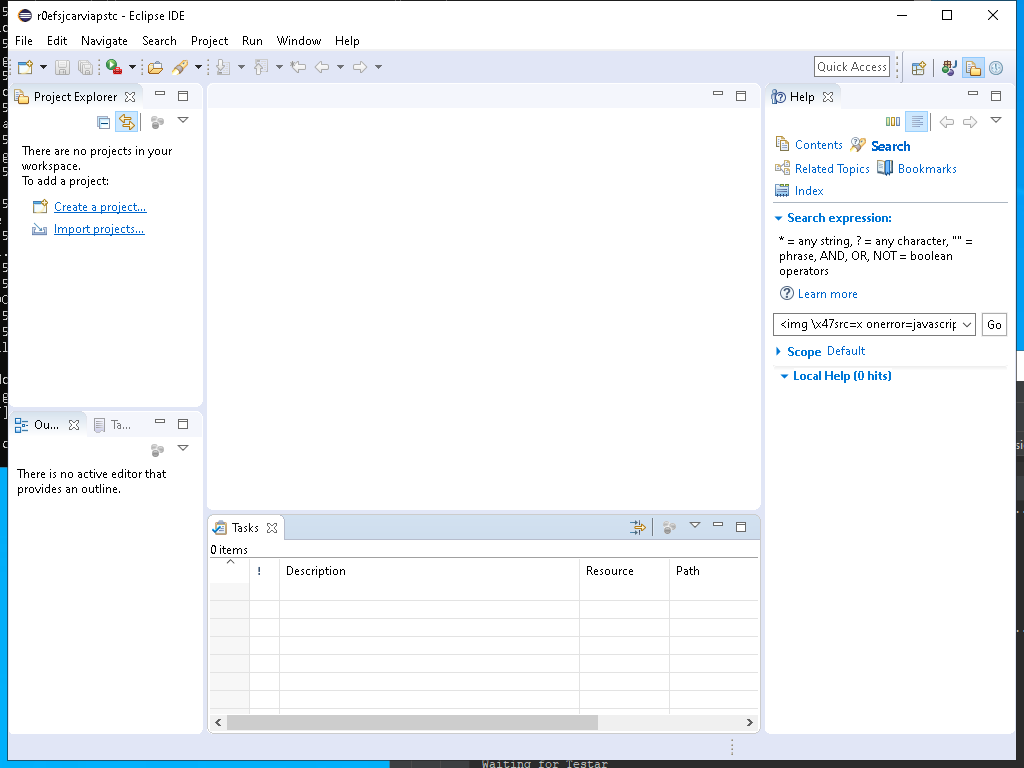 r0efsjcarviapstc - Eclipse IDE
File Edit Navigate Search Project Run Window Help
Quick Access
Project Explorer
There are no projects in your
workspace.
To add a project:
Create a project...
Import projects...
Ou... Ta...
There is no active editor that
provides an outline.
Tasks
0 items
! Description Resource Path
Help
Contents Search
Related Topics Bookmarks
Index
Search expression:
* = any string, ? = any character, "" =
phrase, AND, OR, NOT = boolean
operators
Learn more
<img \x47src=x onerror=javascrip Go
Scope Default
Local Help (0 hits)
Waiting for Testar